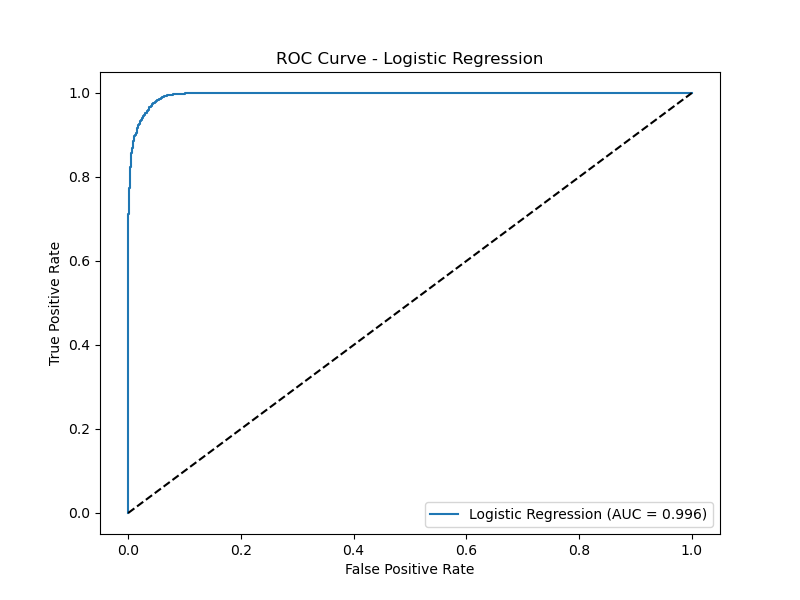 ROC Curve - Logistic Regression
1.0
0.8
0.6
0.4
0.2
0.0
True Positive Rate
Logistic Regression (AUC = 0.996)
0.0 0.2 0.4 0.6 0.8 1.0
False Positive Rate